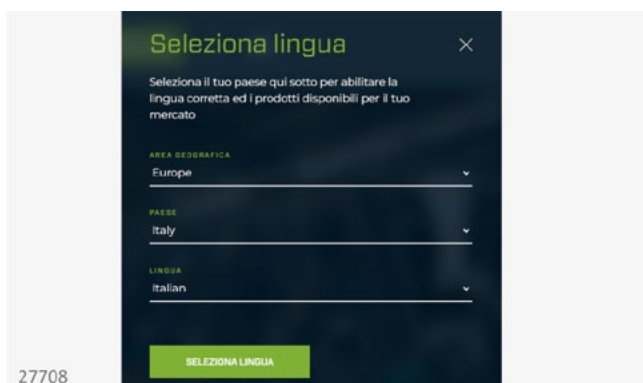 Seleziona lingua
Seleziona il tuo paese qui sotto per abilitare la
lingua corretta ed i prodotti disponibili per il tuo
mercato
AREA GEOGRAFICA
Europe
PAESE
Italy
LINGUA
Italian
SELEZIONA LINGUA
27708